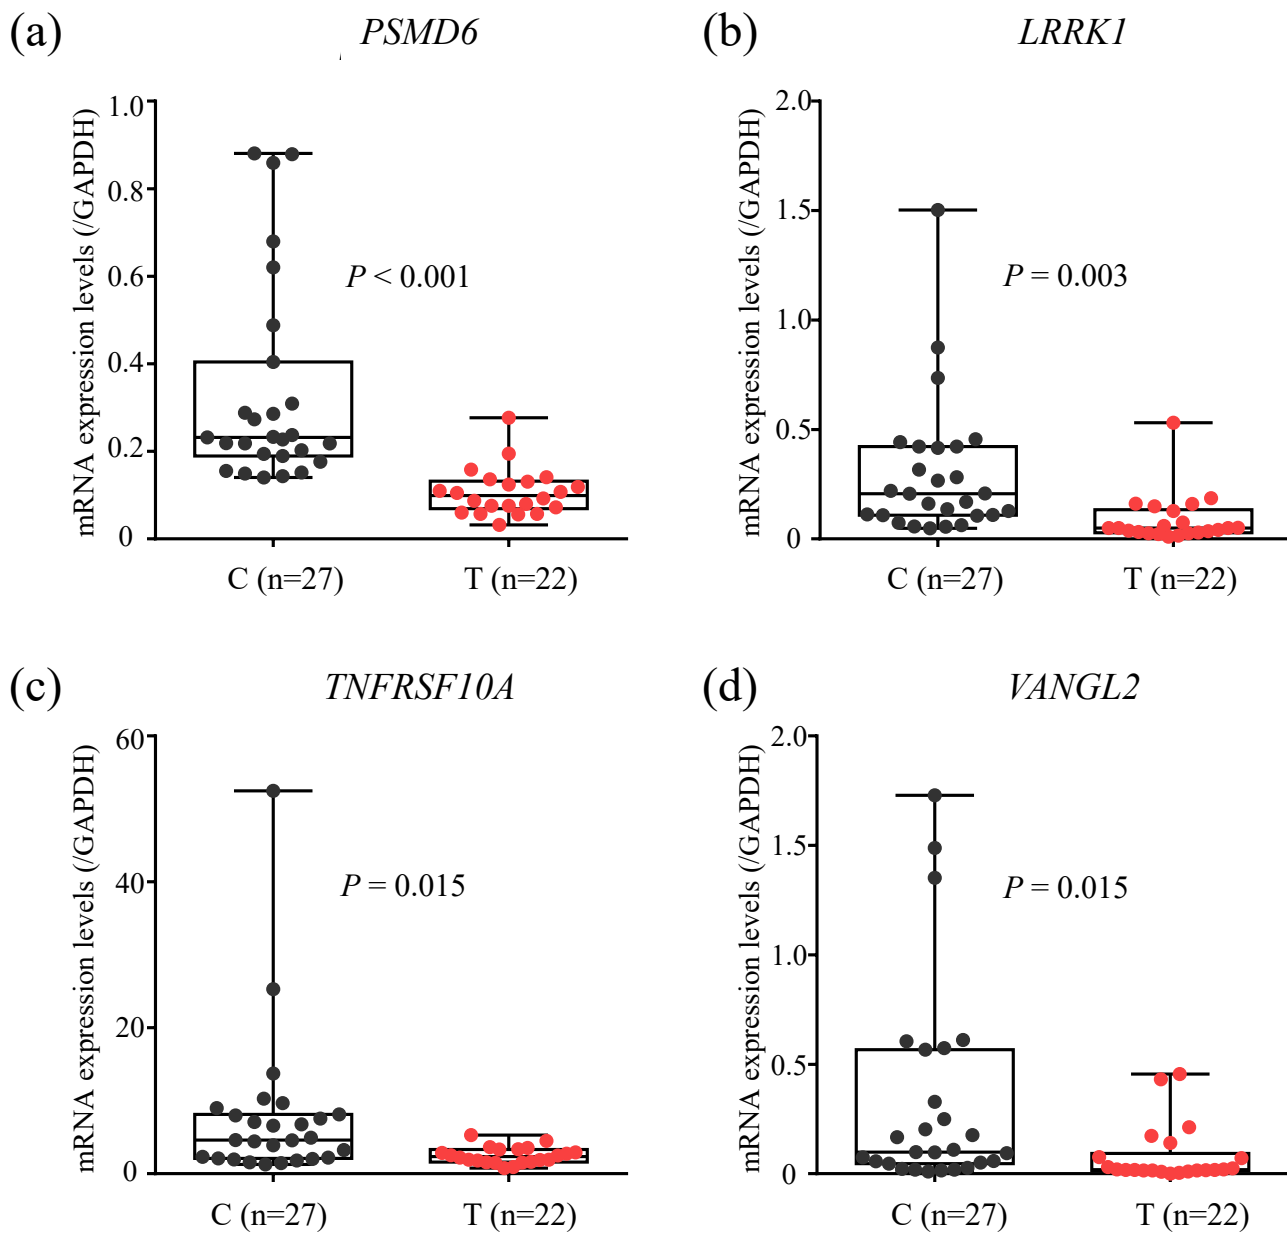 (a)
PSMD6
mRNA expression levels (/GAPDH)
1.0
0.8
0.6
0.4
0.2
0
P < 0.001
C (n=27)
T (n=22)
(b)
LRRK1
mRNA expression levels (/GAPDH)
2.0
1.5
1.0
0.5
0
P = 0.003
C (n=27)
T (n=22)
(c)
TNFRSF10A
mRNA expression levels (/GAPDH)
60
40
20
0
P = 0.015
C (n=27)
T (n=22)
(d)
VANGL2
mRNA expression levels (/GAPDH)
2.0
1.5
1.0
0.5
0
P = 0.015
C (n=27)
T (n=22)